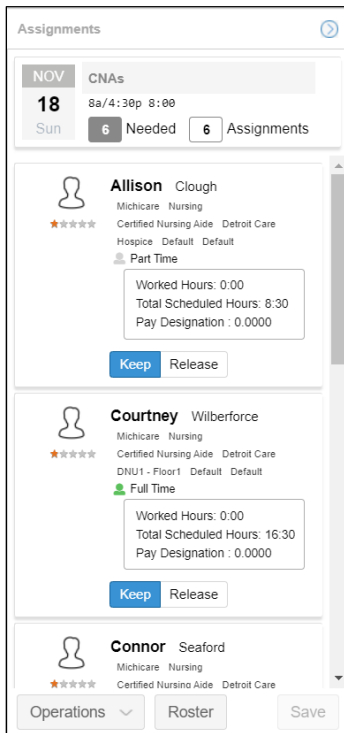 Assignments
NOV
CNAs
18
8a/4:30p 8:00
Sun
6 Needed 6 Assignments
Allison Clough
Michicare Nursing
Certified Nursing Aide Detroit Care
Hospice Default Default
Part Time
Worked Hours: 0:00
Total Scheduled Hours: 8:30
Pay Designation : 0.0000
Keep Release
Courtney Wilberforce
Michicare Nursing
Certified Nursing Aide Detroit Care
DNU1 - Floor1 Default Default
Full Time
Worked Hours: 0:00
Total Scheduled Hours: 16:30
Pay Designation : 0.0000
Keep Release
Connor Seaford
Michicare Nursing
Certified Nursing Aide Detroit Care
Operations Roster Save